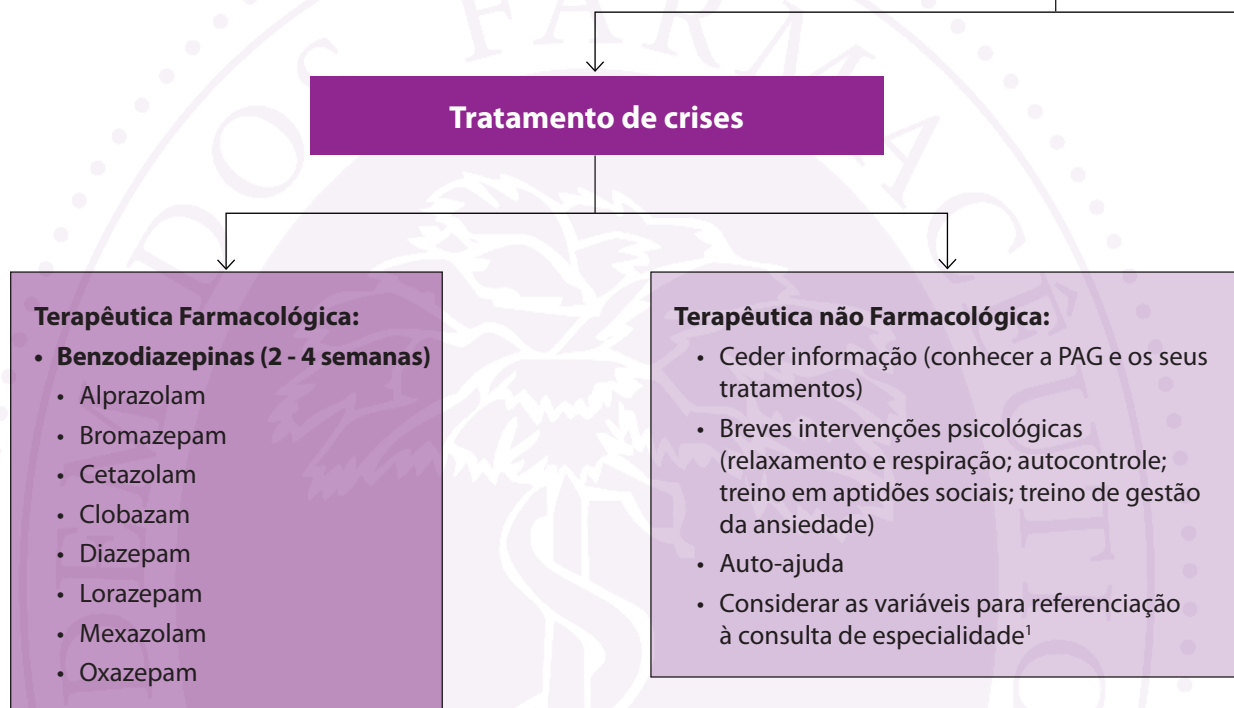 Tratamento de crises
Terapêutica Farmacológica:
• Benzodiazepinas (2 - 4 semanas)
• Alprazolam
• Bromazepam
• Cetazolam
• Clobazam
• Diazepam
• Lorazepam
• Mexazolam
• Oxazepam
Terapêutica não Farmacológica:
• Ceder informação (conhecer a PAG e os seus
tratamentos)
• Breves intervenções psicológicas
(relaxamento e respiração; autocontrole;
treino em aptidões sociais; treino de gestão
da ansiedade)
• Auto-ajuda
• Considerar as variáveis para referenciação
à consulta de especialidade¹